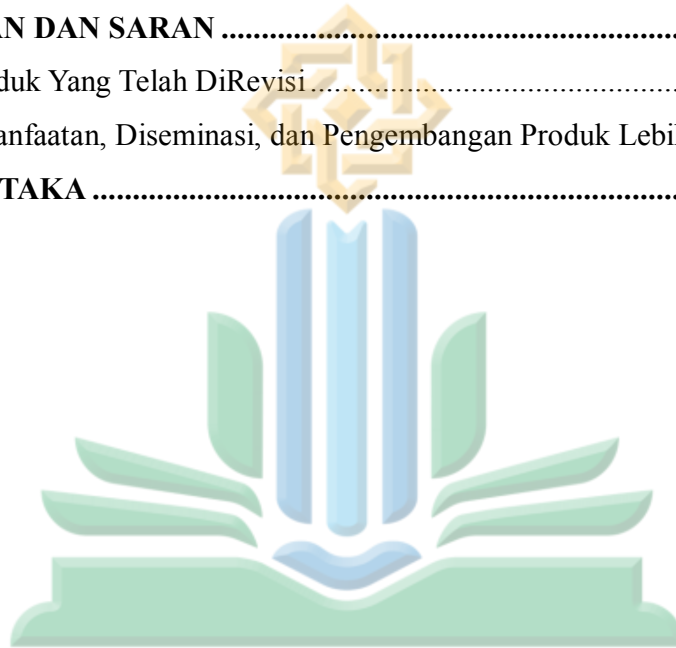 AN DAN SARAN ................................................................
duk Yang Telah DiRevisi ................................................................
anfaatan, Diseminasi, dan Pengembangan Produk Lebi
TAKA ................................................................